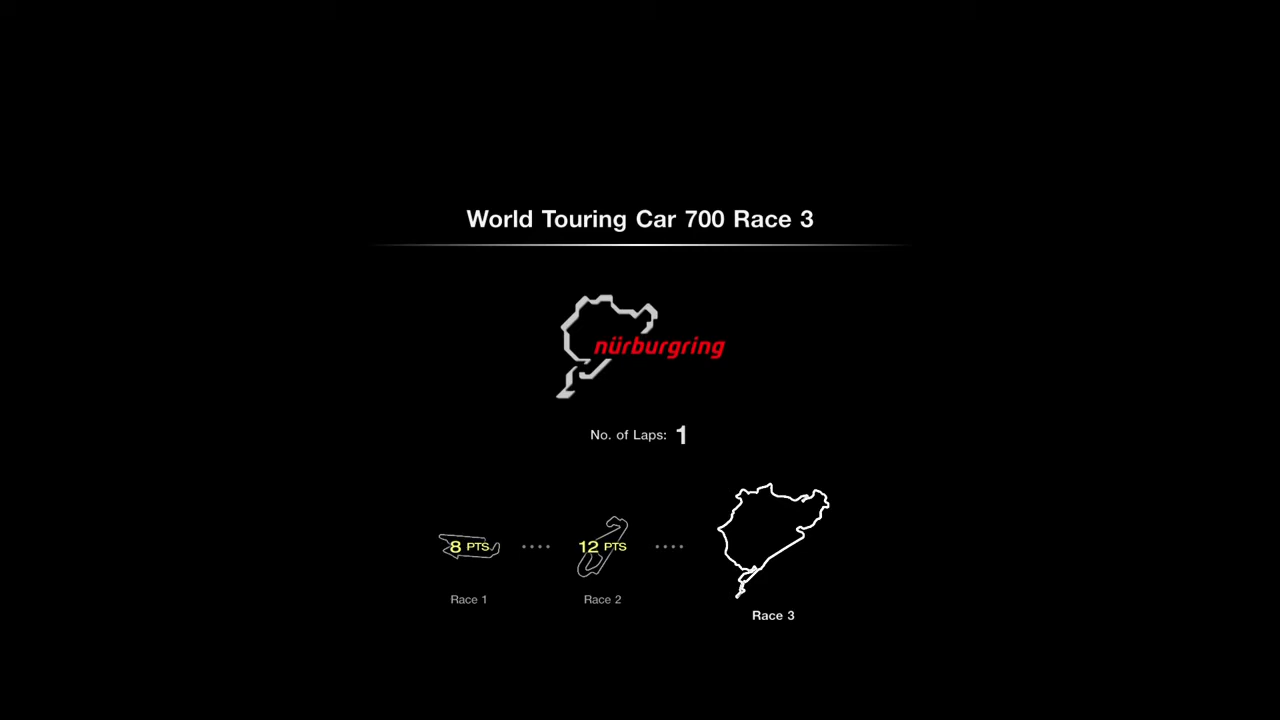 World Touring Car 700 Race 3
nürburgring
No. of Laps: 1
8 PTS 12 PTS
Race 1 Race 2
Race 3